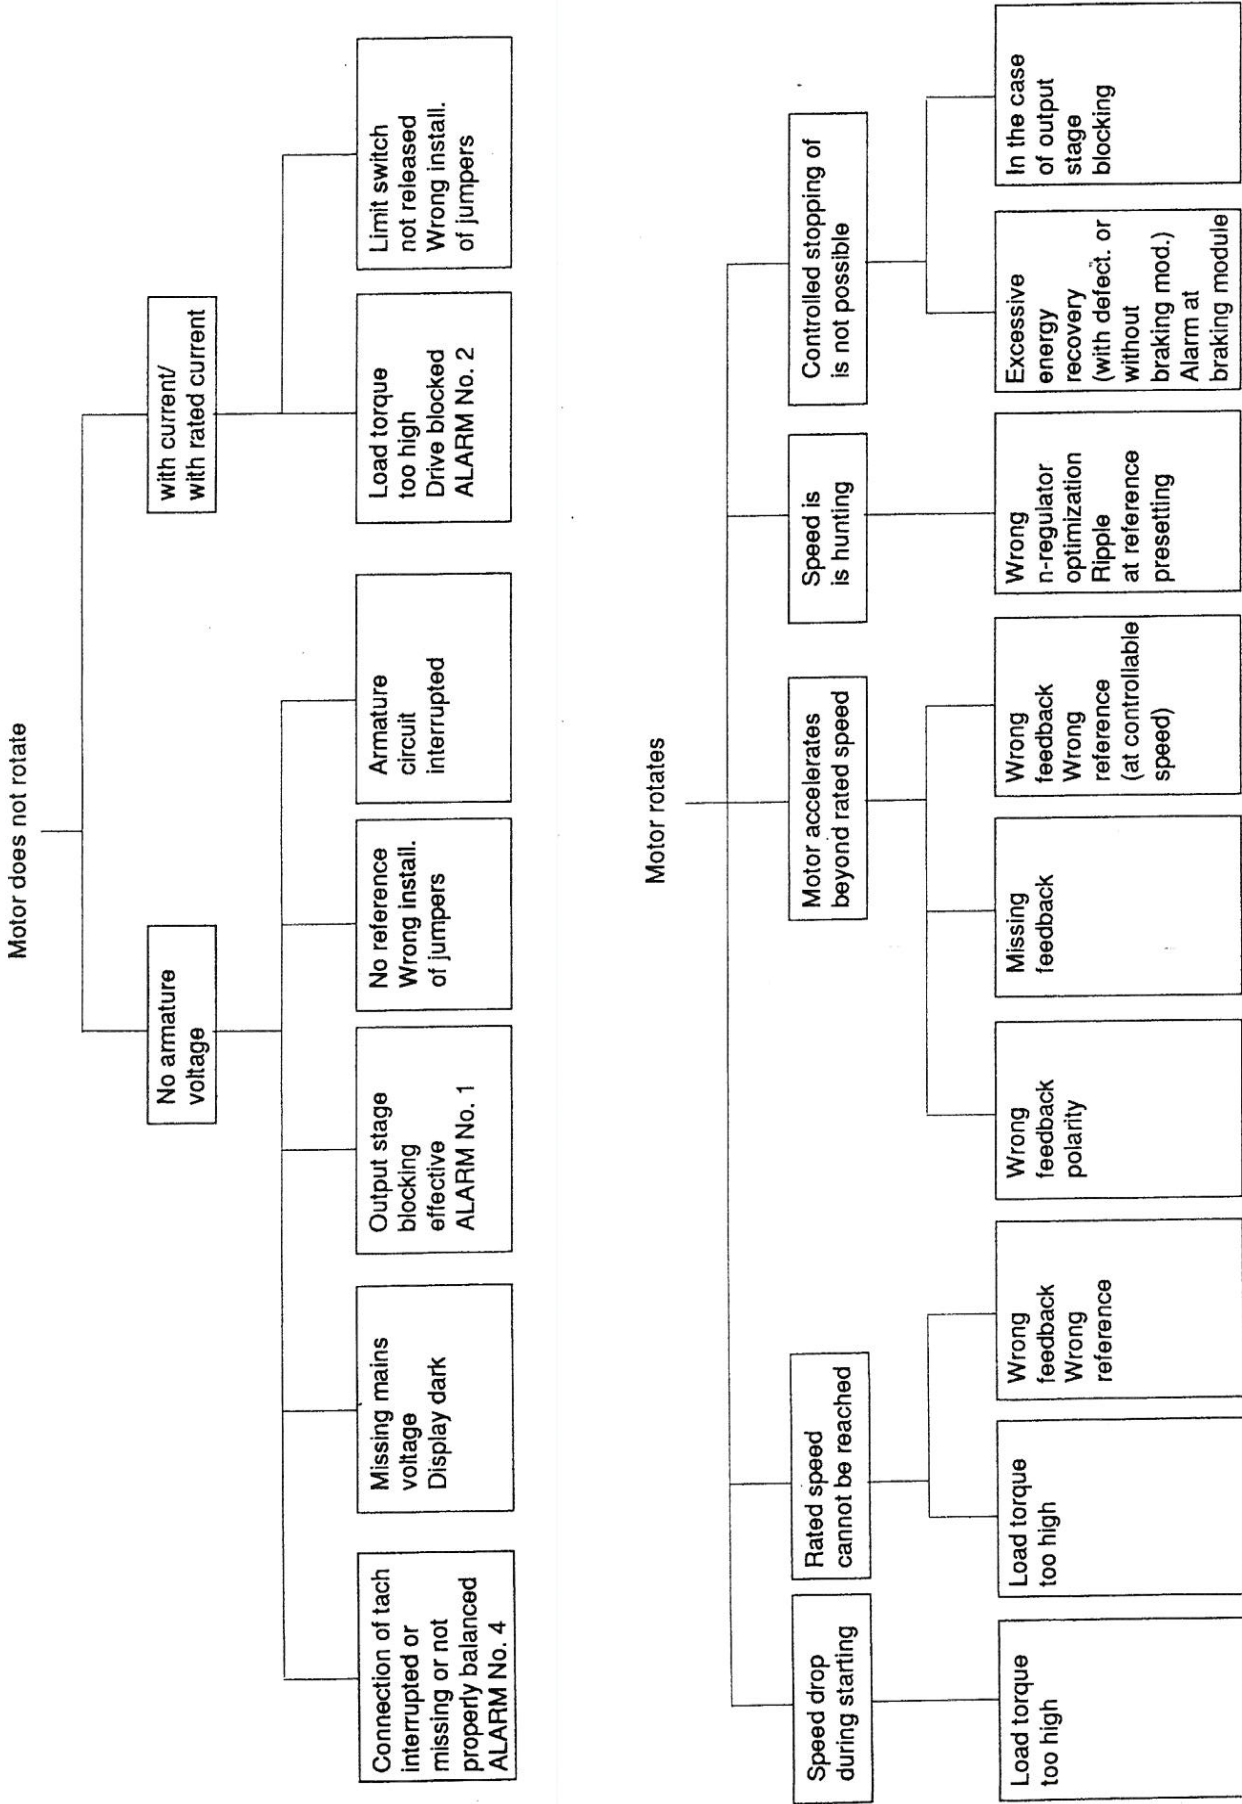 Motor does not rotate
No armature
voltage
with current/
with rated current
Connection of tach
interrupted or
missing or not
properly balanced
ALARM No. 4
Missing mains
voltage
Display dark
Output stage
blocking
effective
ALARM No. 1
No reference
Wrong install.
of jumpers
Armature
circuit
interrupted
Load torque
too high
Drive blocked
ALARM No. 2
Limit switch
not released
Wrong install.
of jumpers
Motor rotates
Speed drop
during starting
Rated speed
cannot be reached
Motor accelerates
beyond rated speed
Speed is
is hunting
Controlled stopping of
is not possible
Load torque
too high
Load torque
too high
Wrong
feedback
Wrong
reference
Wrong
feedback
polarity
Missing
feedback
Wrong
feedback
Wrong
reference
(at controllable
speed)
Wrong
n-regulator
optimization
Ripple
at reference
presetting
Excessive
energy
recovery
(with defect. or
without
braking mod.)
Alarm at
braking module
In the case
of output
stage
blocking